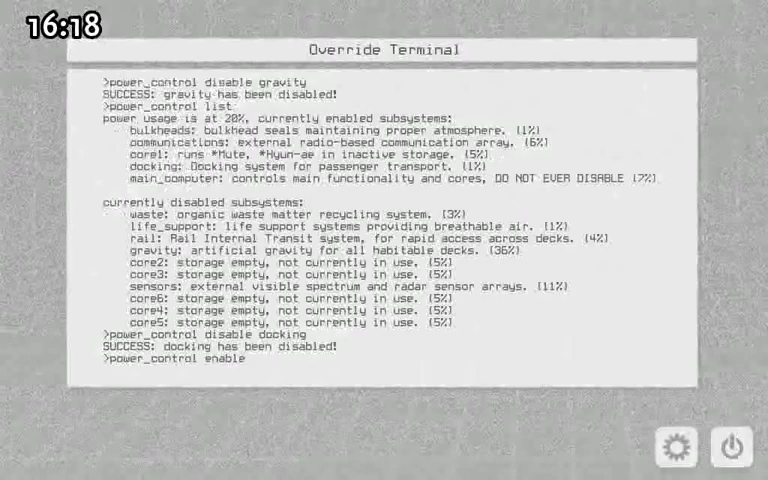 16:18
Override Terminal
>power_control disable gravity
SUCCESS: gravity has been disabled!
>power_control list
power usage is at 20%, currently enabled subsystems:
bulkheads: bulkhead seals maintaining proper atmosphere. (1%)
communications: external radio-based communication array. (6%)
core1: runs *Mute, *Hyun-ae in inactive storage. (5%)
docking: Docking system for passenger transport. (1%)
main_computer: controls main functionality and cores, DO NOT EVER DISABLE (7%)
currently disabled subsystems:
waste: organic waste matter recycling system. (3%)
life_support: life support systems providing breathable air. (1%)
rail: Rail Internal Transit system, for rapid access across decks. (4%)
gravity: artificial gravity for all habitable decks. (36%)
core2: storage empty, not currently in use. (5%)
core3: storage empty, not currently in use. (5%)
sensors: external visible spectrum and radar sensor arrays. (11%)
core6: storage empty, not currently in use. (5%)
core4: storage empty, not currently in use. (5%)
core5: storage empty, not currently in use. (5%)
>power_control disable docking
SUCCESS: docking has been disabled!
>power_control enable